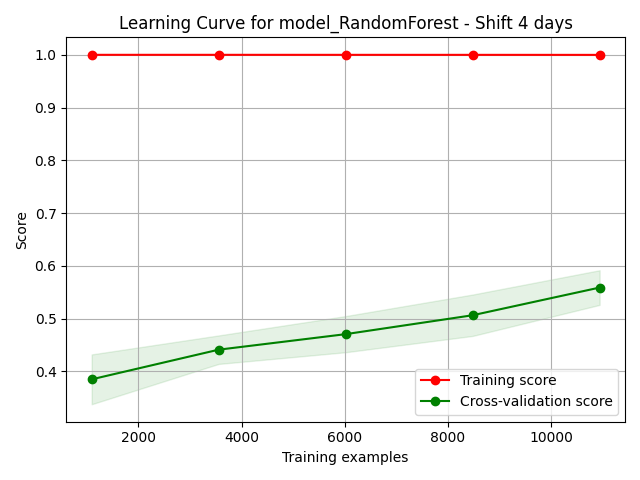 Learning Curve for model_RandomForest - Shift 4 days
Score
1.0
0.9
0.8
0.7
0.6
0.5
0.4
Training score
Cross-validation score
2000 4000 6000 8000 10000
Training examples